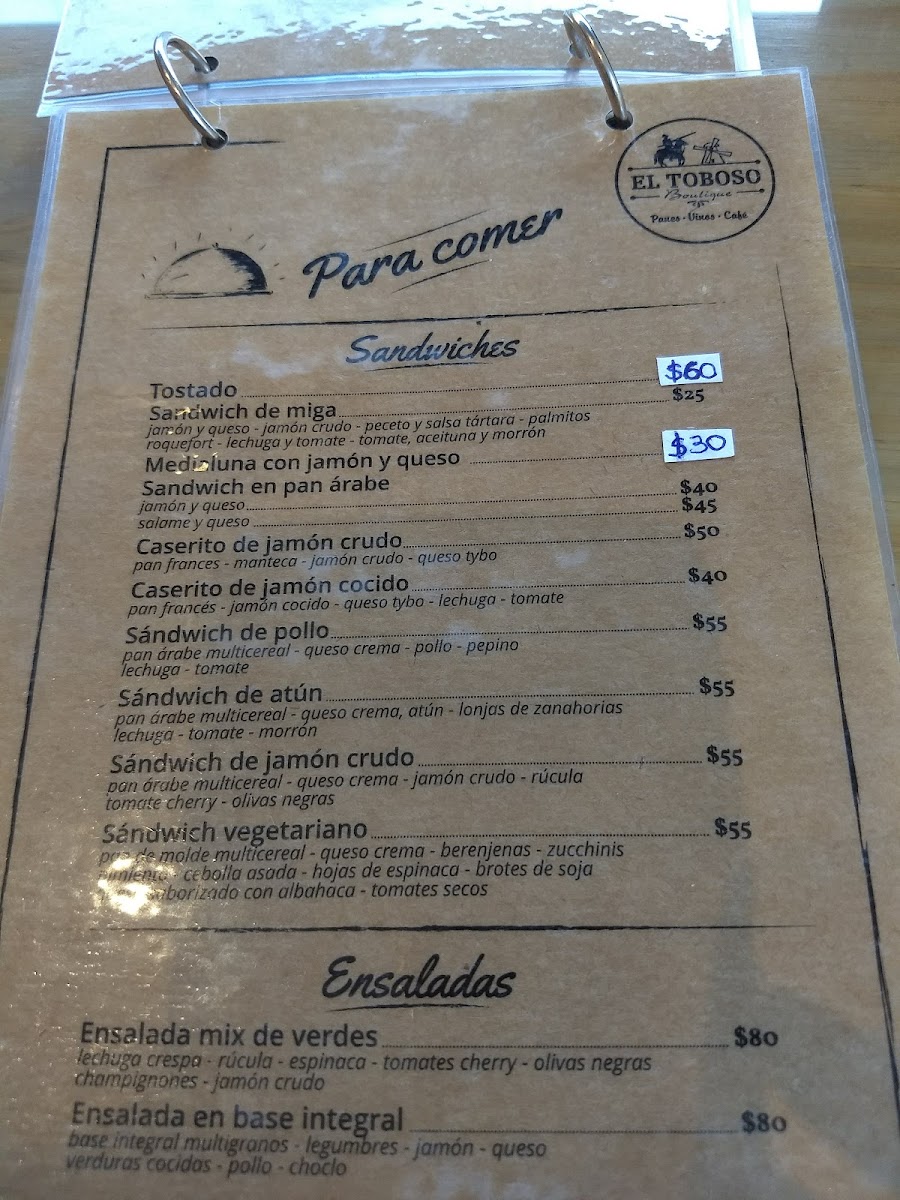 EL TOBOSO
Boutique
Panes · Vinos · Café
Para comer
Sandwiches
Tostado $60
Sandwich de miga $25
jamón y queso - jamón crudo - peceto y salsa tártara - palmitos
roquefort - lechuga y tomate - tomate, aceituna y morrón
Medialuna con jamón y queso $30
Sandwich en pan árabe
jamón y queso $40
salame y queso $45
Caserito de jamón crudo $50
pan frances - manteca - jamón crudo - queso tybo
Caserito de jamón cocido $40
pan francés - jamón cocido - queso tybo - lechuga - tomate
Sándwich de pollo $55
pan árabe multicereal - queso crema - pollo - pepino
lechuga - tomate
Sándwich de atún $55
pan árabe multicereal - queso crema, atún - lonjas de zanahorias
lechuga - tomate - morrón
Sándwich de jamón crudo $55
pan árabe multicereal - queso crema - jamón crudo - rúcula
tomate cherry - olivas negras
Sándwich vegetariano $55
pan de molde multicereal - queso crema - berenjenas - zucchinis
pimiento - cebolla asada - hojas de espinaca - brotes de soja
saborizado con albahaca - tomates secos
Ensaladas
Ensalada mix de verdes $80
lechuga crespa - rúcula - espinaca - tomates cherry - olivas negras
champignones - jamón crudo
Ensalada en base integral $80
base integral multigranos - legumbres - jamón - queso
verduras cocidas - pollo - choclo